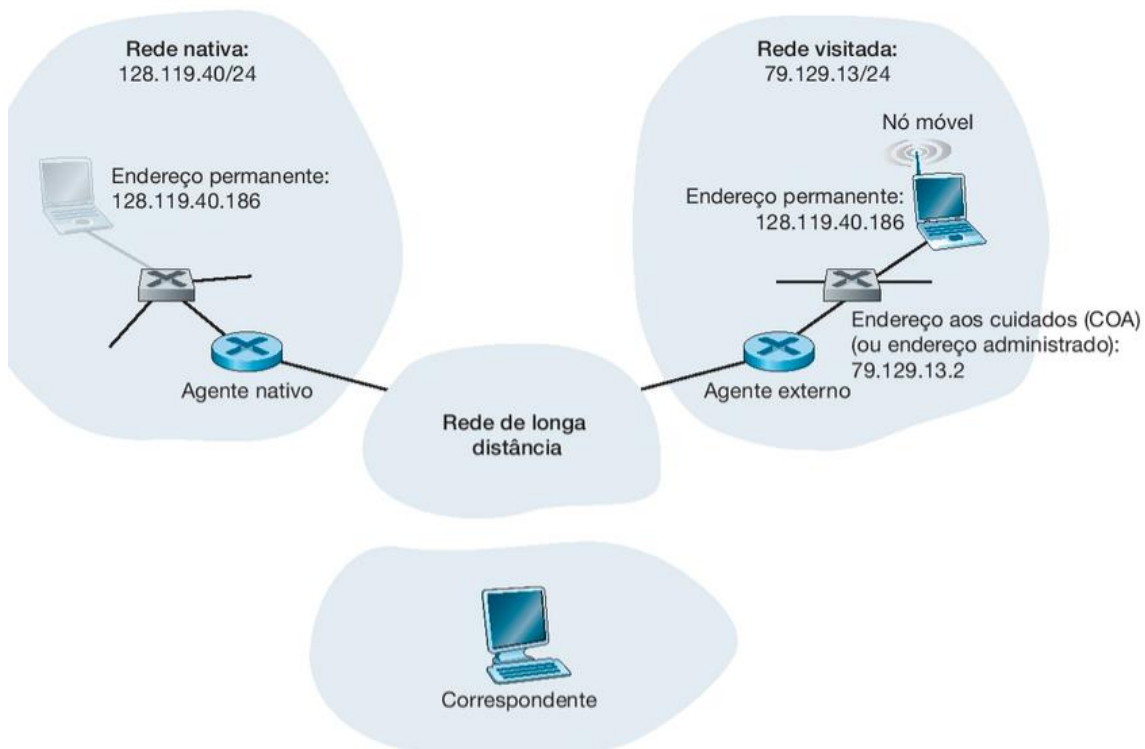 Rede nativa:
128.119.40/24
Endereço permanente:
128.119.40.186
Agente nativo
Rede visitada:
79.129.13/24
Nó móvel
Endereço permanente:
128.119.40.186
Endereço aos cuidados (COA)
(ou endereço administrado):
79.129.13.2
Agente externo
Rede de longa
distância
Correspondente